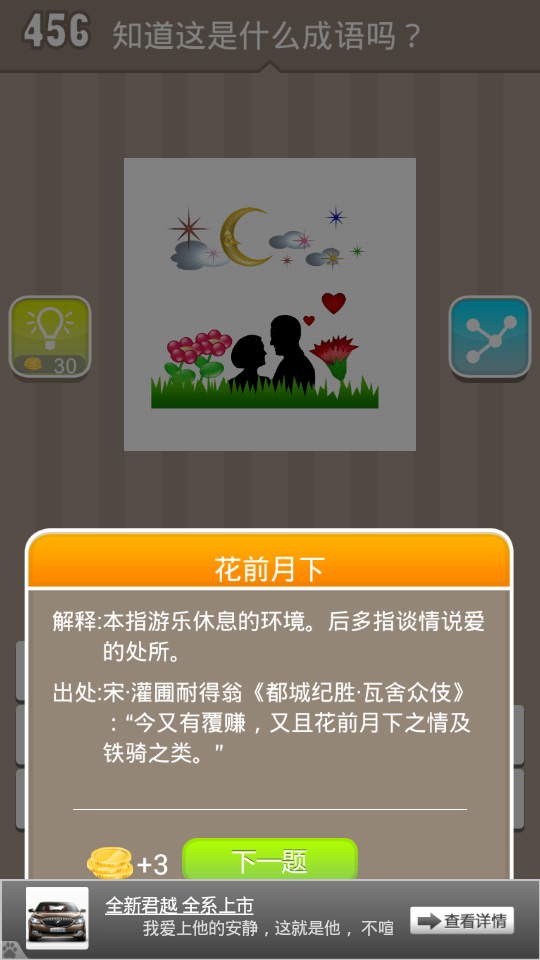 456 知道这是什么成语吗？
30
花前月下
解释:本指游乐休息的环境。后多指谈情说爱
的处所。
出处:宋·灌圃耐得翁《都城纪胜·瓦舍众伎》
：“今又有覆赚，又且花前月下之情及
铁骑之类。”
+3 下一题
全新君越 全系上市
我爱上他的安静，这就是他，不喧
查看详情